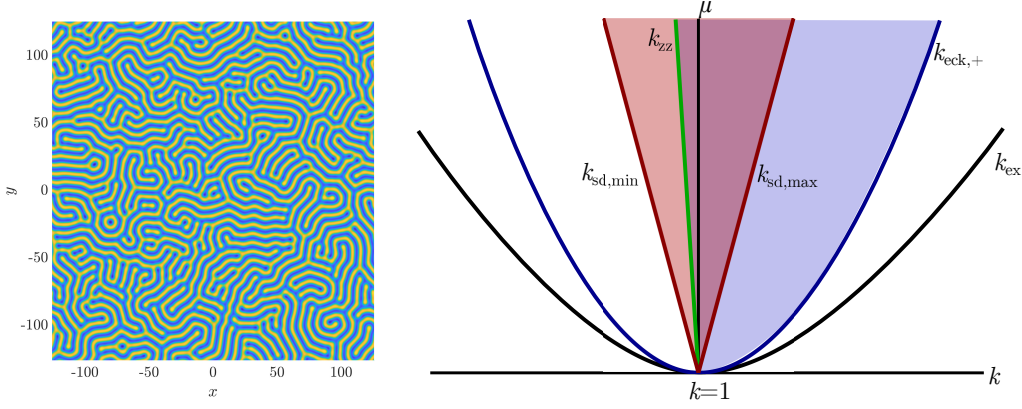 100
50
0
-50
-100
y
-100
-50
0
50
100
x
μ
k_zz
k_eck,+
k_sd,min
k_sd,max
k_ex
k
k=1